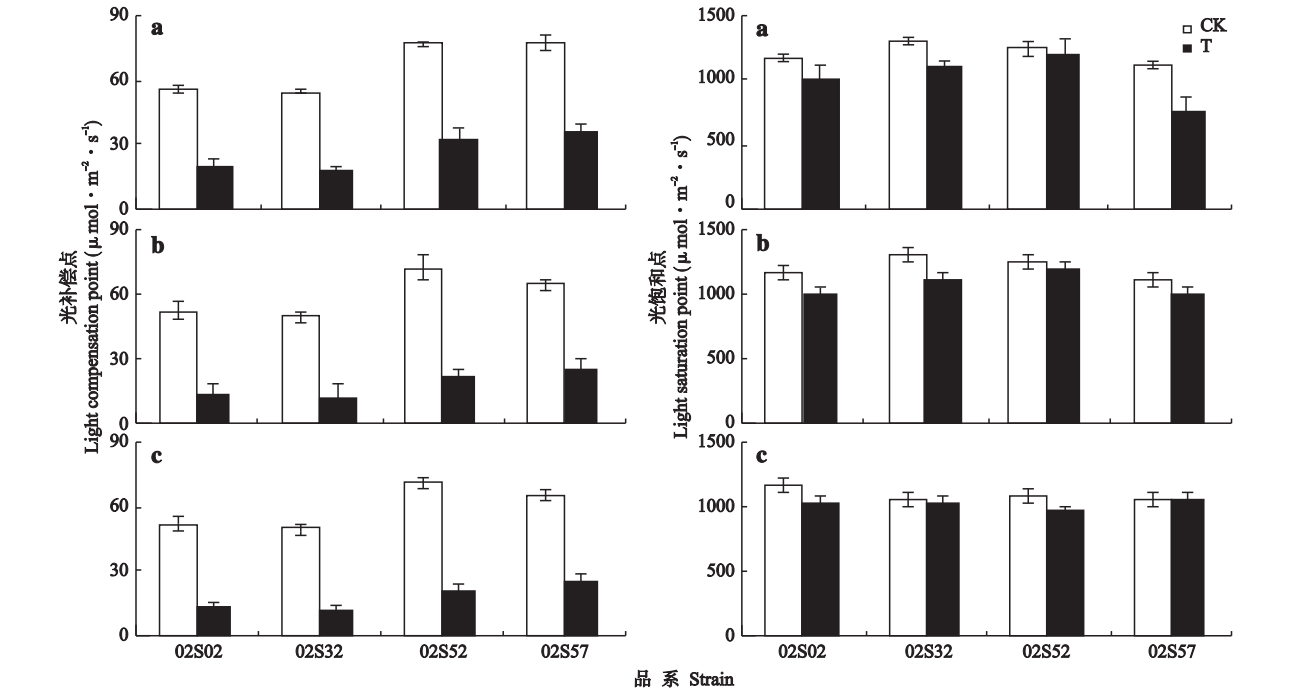 光补偿点
Light compensation point (μ mol · m⁻² · s⁻¹)
a
90
60
30
0
b
90
60
30
0
c
90
60
30
0
02S02 02S32 02S52 02S57
光饱和点
Light saturation point (μ mol · m⁻² · s⁻¹)
a
CK
T
1500
1000
500
0
b
1500
1000
500
0
c
1500
1000
500
0
02S02 02S32 02S52 02S57
品 系 Strain